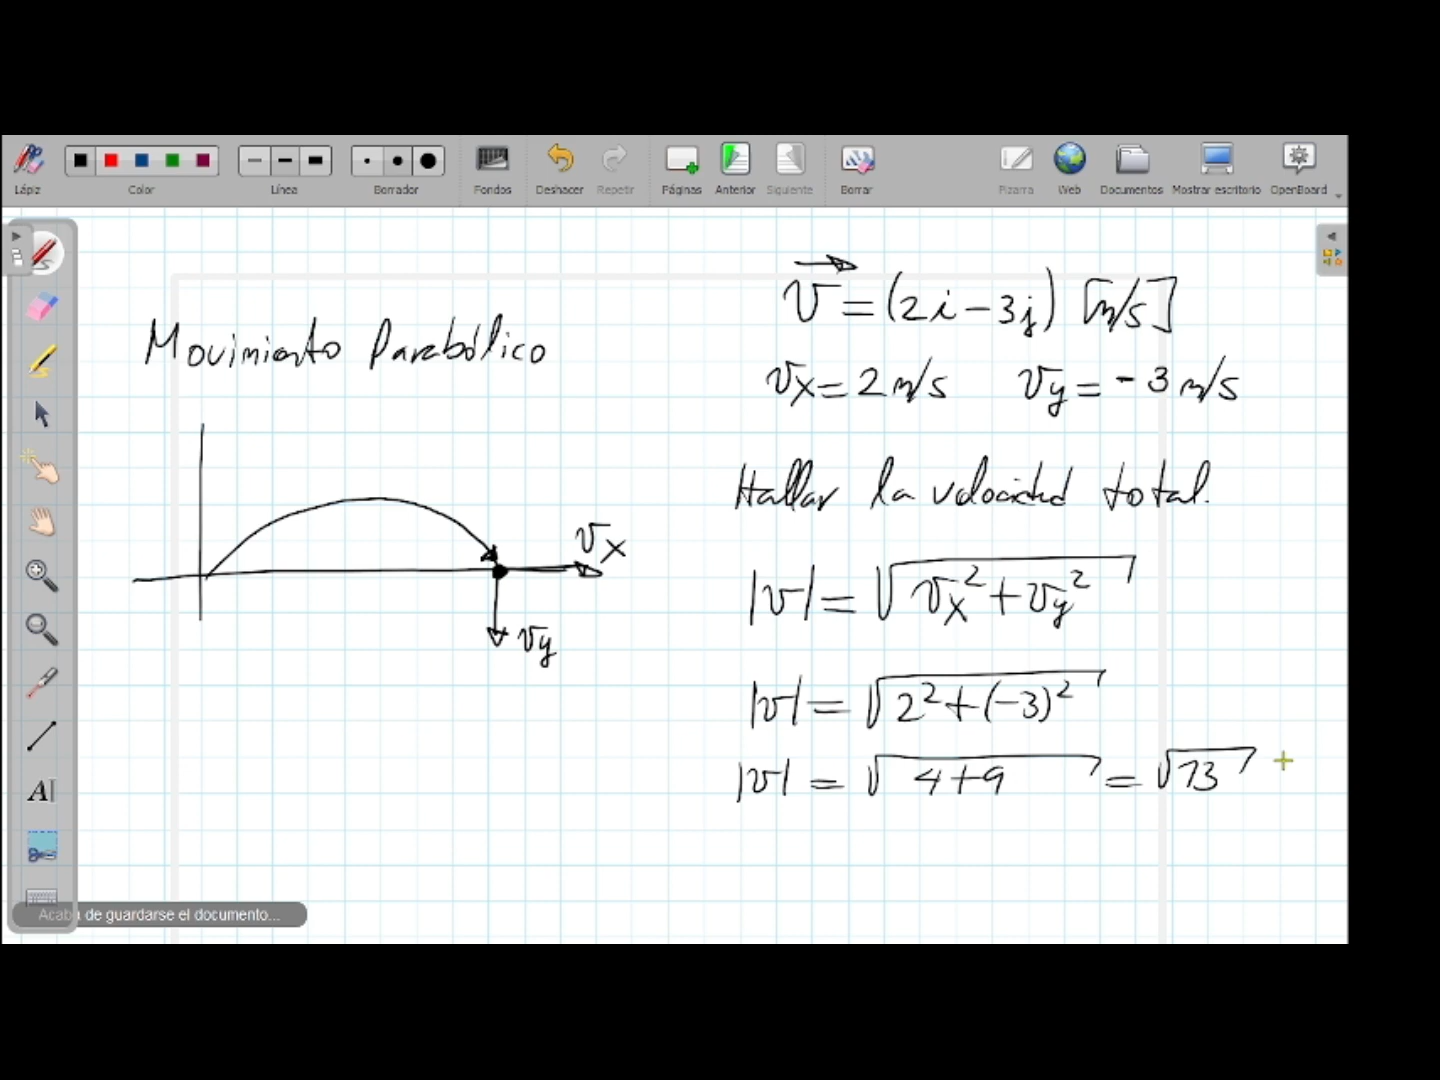 Lápiz Color Línea Borrador Fondos Deshacer Repetir Páginas Anterior Siguiente Borrar Pizarra Web Documentos Mostrar escritorio OpenBoard
Movimiento Parabólico
vx
vy
v = (2i - 3j) [m/s]
vx = 2 m/s vy = -3 m/s
Hallar la velocidad total.
|v| = √(vx² + vy²)
|v| = √(2² + (-3)²)
|v| = √(4+9) = √13
A
Acaba de guardarse el documento...